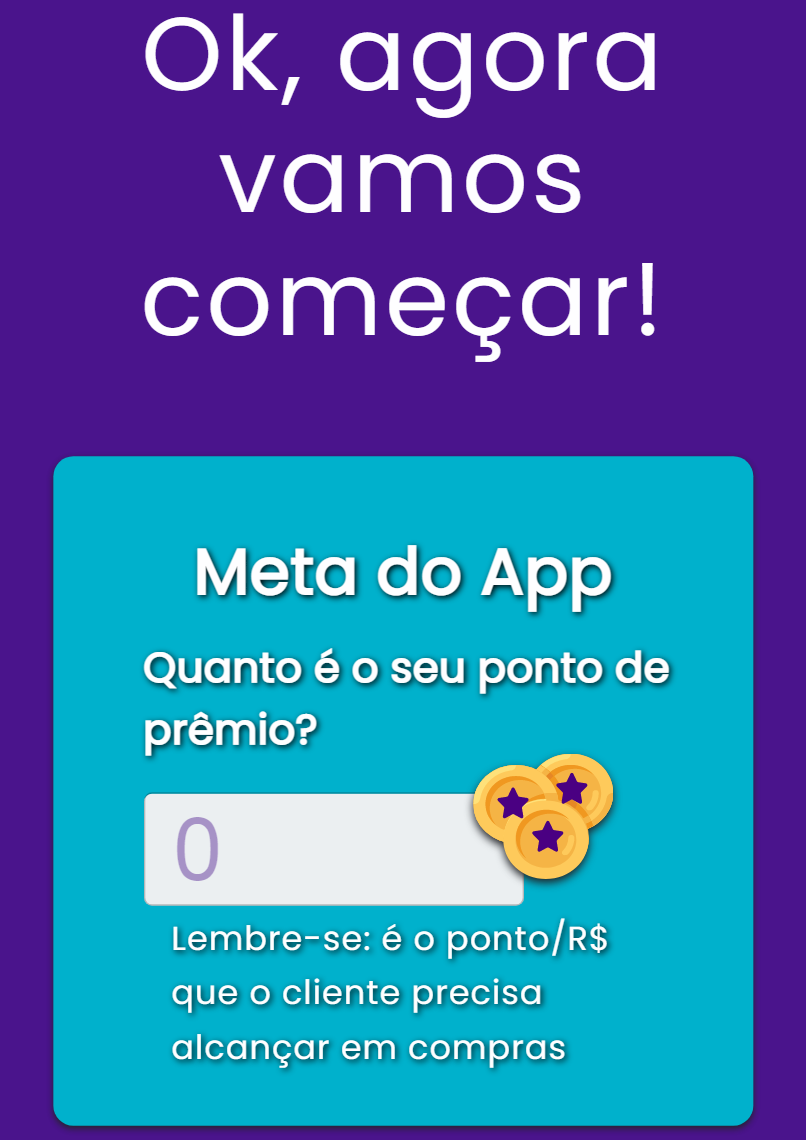 Ok, agora
vamos
começar!
Meta do App
Quanto é o seu ponto de
prêmio?
0
Lembre-se: é o ponto/R$
que o cliente precisa
alcançar em compras